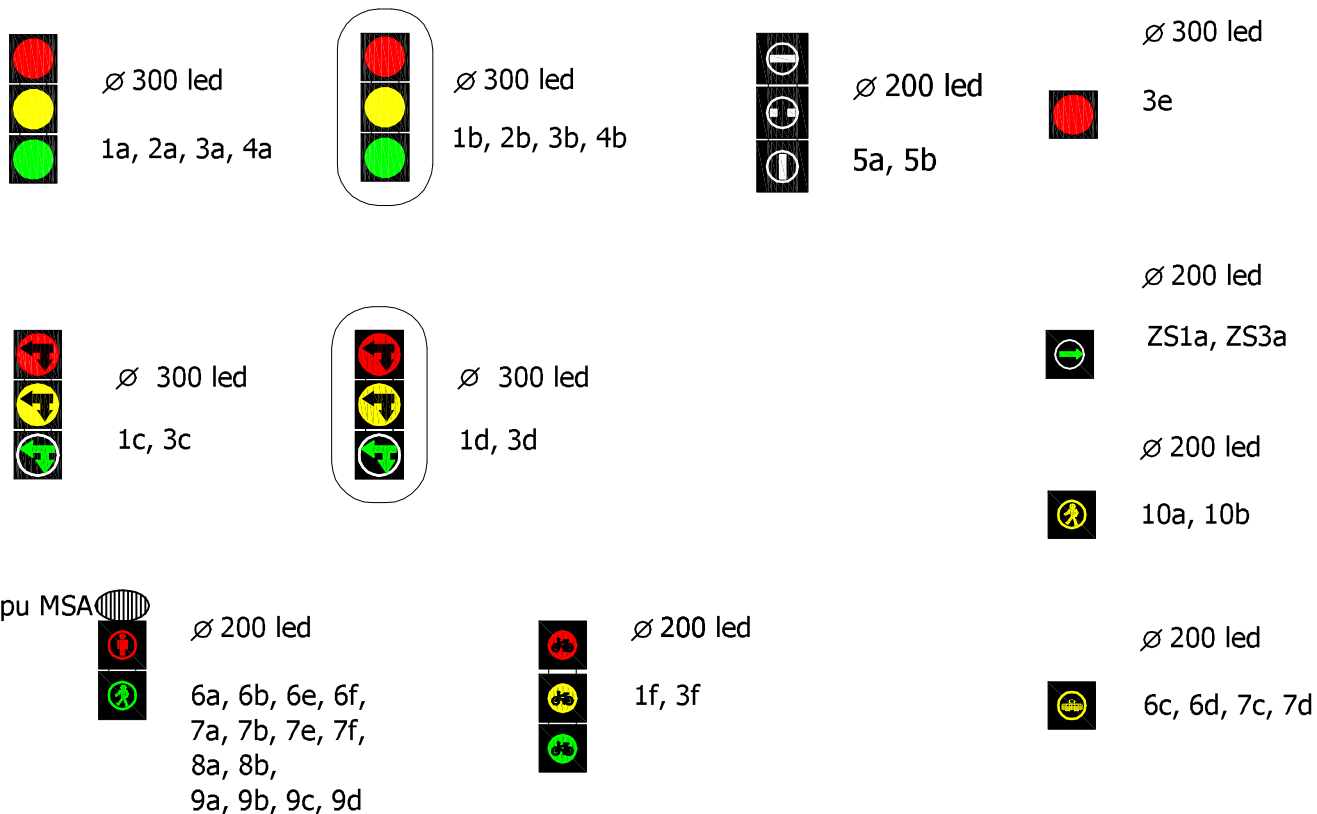 ⌀ 300 led
1a, 2a, 3a, 4a
⌀ 300 led
1b, 2b, 3b, 4b
⌀ 200 led
5a, 5b
⌀ 300 led
3e
⌀ 200 led
ZS1a, ZS3a
⌀ 300 led
1c, 3c
⌀ 300 led
1d, 3d
⌀ 200 led
10a, 10b
pu MSA
⌀ 200 led
6a, 6b, 6e, 6f,
7a, 7b, 7e, 7f,
8a, 8b,
9a, 9b, 9c, 9d
⌀ 200 led
1f, 3f
⌀ 200 led
6c, 6d, 7c, 7d